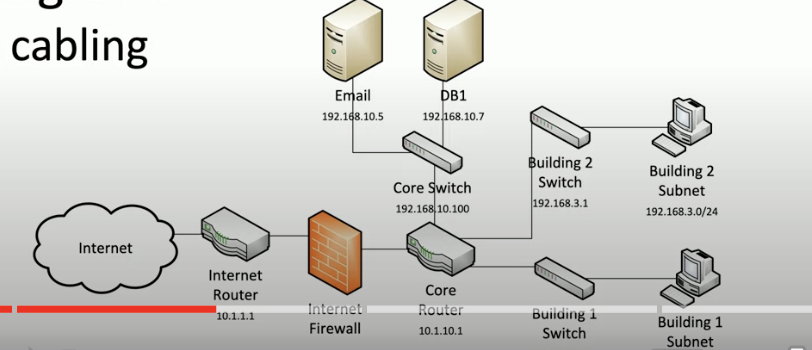 cabling
Email
192.168.10.5
DB1
192.168.10.7
Core Switch
192.168.10.100
Building 2
Switch
192.168.3.1
Building 2
Subnet
192.168.3.0/24
Internet
Internet
Router
10.1.1.1
Internet
Firewall
Core
Router
10.1.10.1
Building 1
Switch
Building 1
Subnet